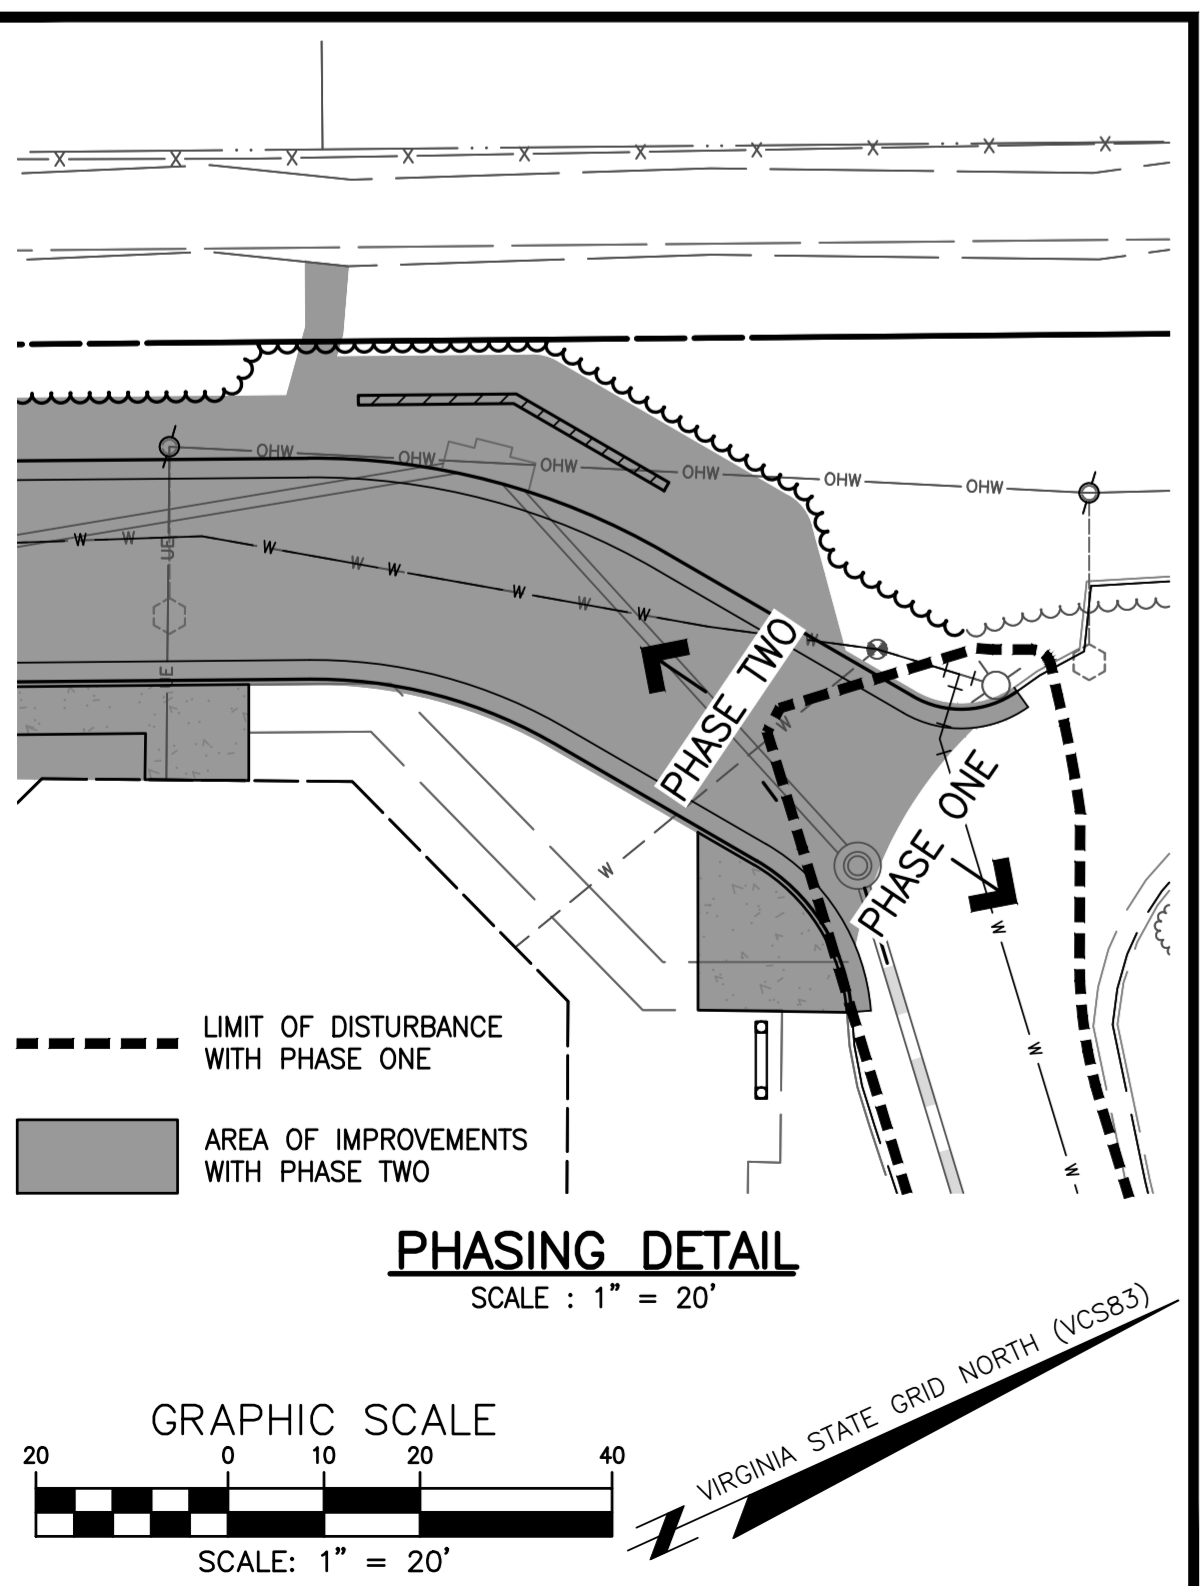 X X X X X X X X X X
OHW OHW OHW OHW OHW OHW
W W W W W W W W W W
UE
UE
PHASE TWO
W
PHASE ONE
W
W
W
W
LIMIT OF DISTURBANCE
WITH PHASE ONE
AREA OF IMPROVEMENTS
WITH PHASE TWO
PHASING DETAIL
SCALE : 1" = 20'
VIRGINIA STATE GRID NORTH (VCS83)
GRAPHIC SCALE
20 0 10 20 40
SCALE: 1" = 20'